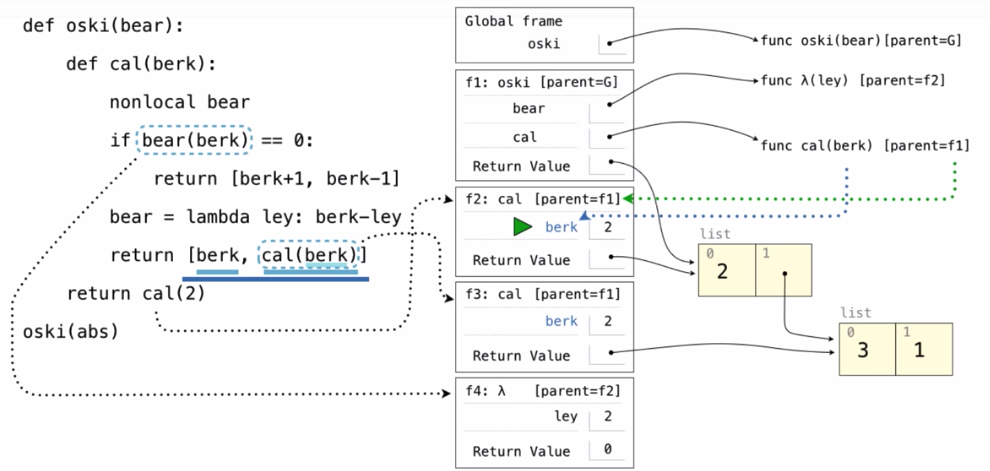 def oski(bear):
def cal(berk):
nonlocal bear
if bear(berk) == 0:
return [berk+1, berk-1]
bear = lambda ley: berk-ley
return [berk, cal(berk)]
return cal(2)
oski(abs)
Global frame
oski
f1: oski [parent=G]
bear
cal
Return Value
f2: cal [parent=f1]
berk 2
Return Value
f3: cal [parent=f1]
berk 2
Return Value
f4: λ [parent=f2]
ley 2
Return Value 0
func oski(bear)[parent=G]
func λ(ley) [parent=f2]
func cal(berk) [parent=f1]
list
0 1
2
list
0 1
3 1